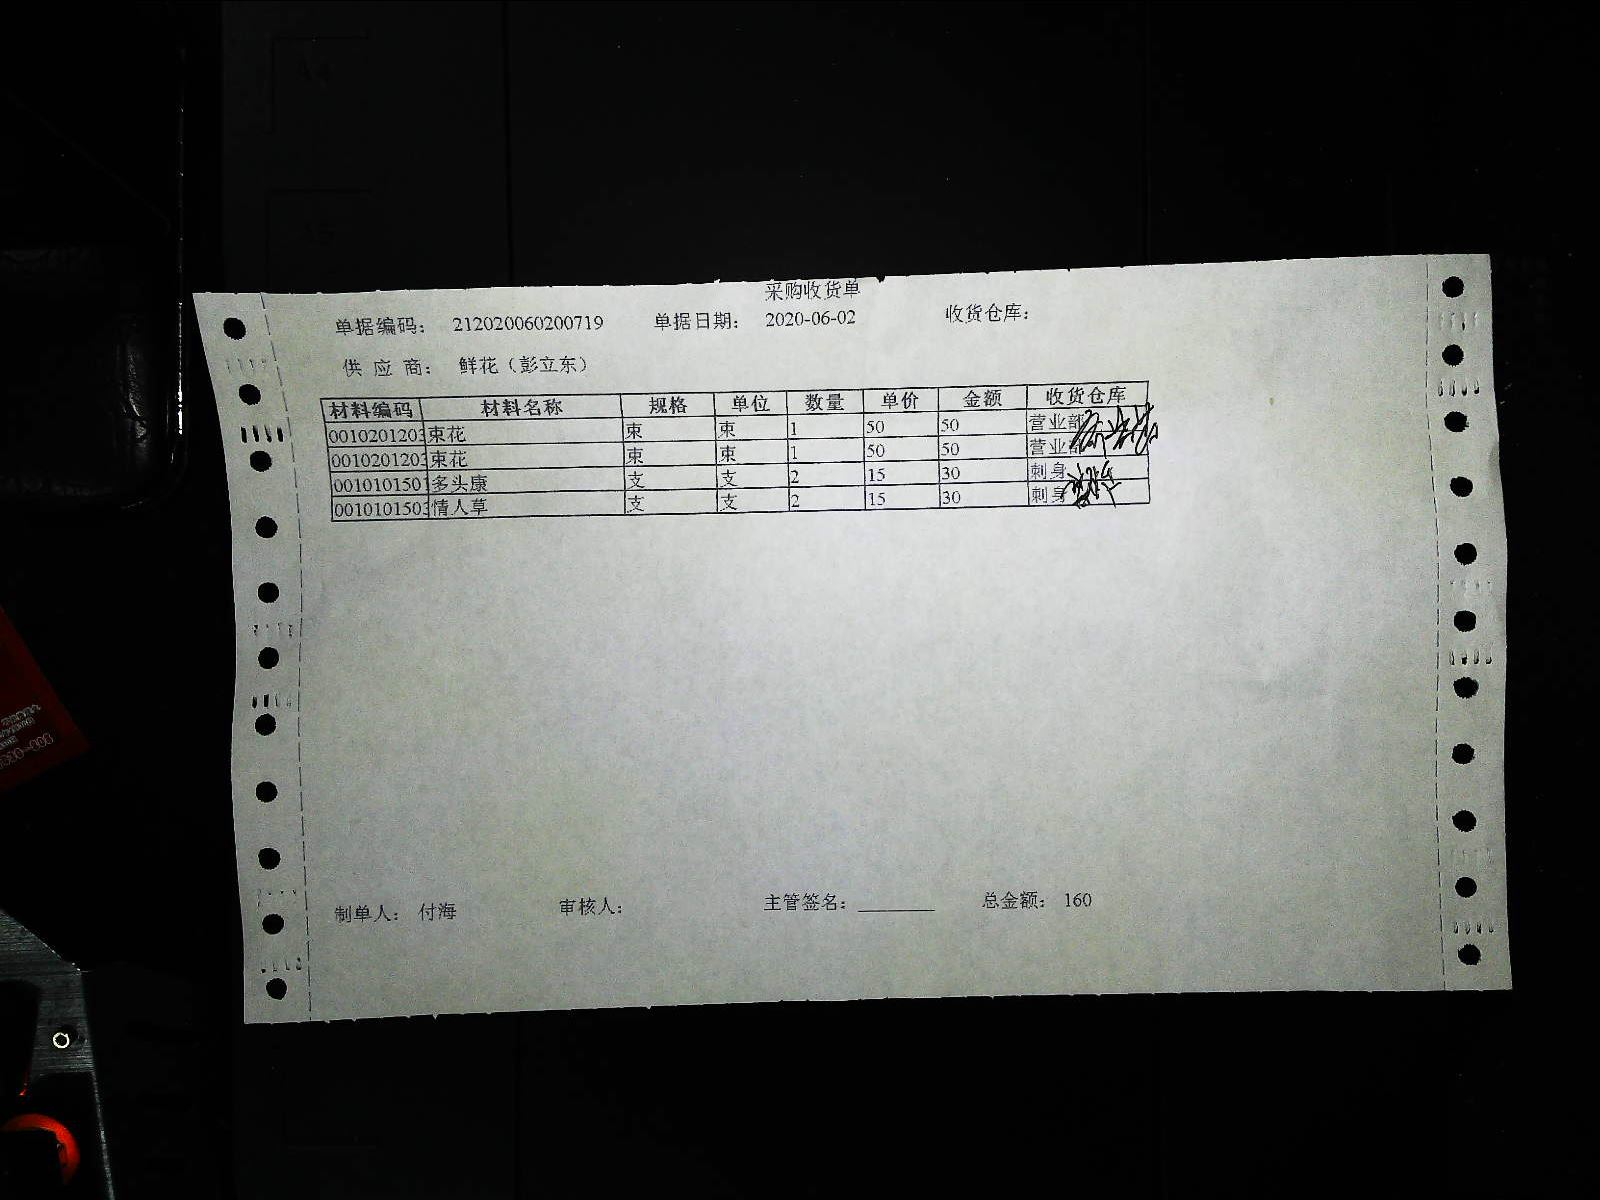 采购收货单
单据编码： 212020060200719 单据日期： 2020-06-02 收货仓库：
供 应 商： 鲜花（彭立东）
材料编码 材料名称 规格 单位 数量 单价 金额 收货仓库
0010201203 束花 束 束 1 50 50 营业部
0010201203 束花 束 束 1 50 50 营业部
0010101501 多头康 支 支 2 15 30 刺身
0010101503 情人草 支 支 2 15 30 刺身
制单人： 付海 审核人： 主管签名： ________ 总金额： 160